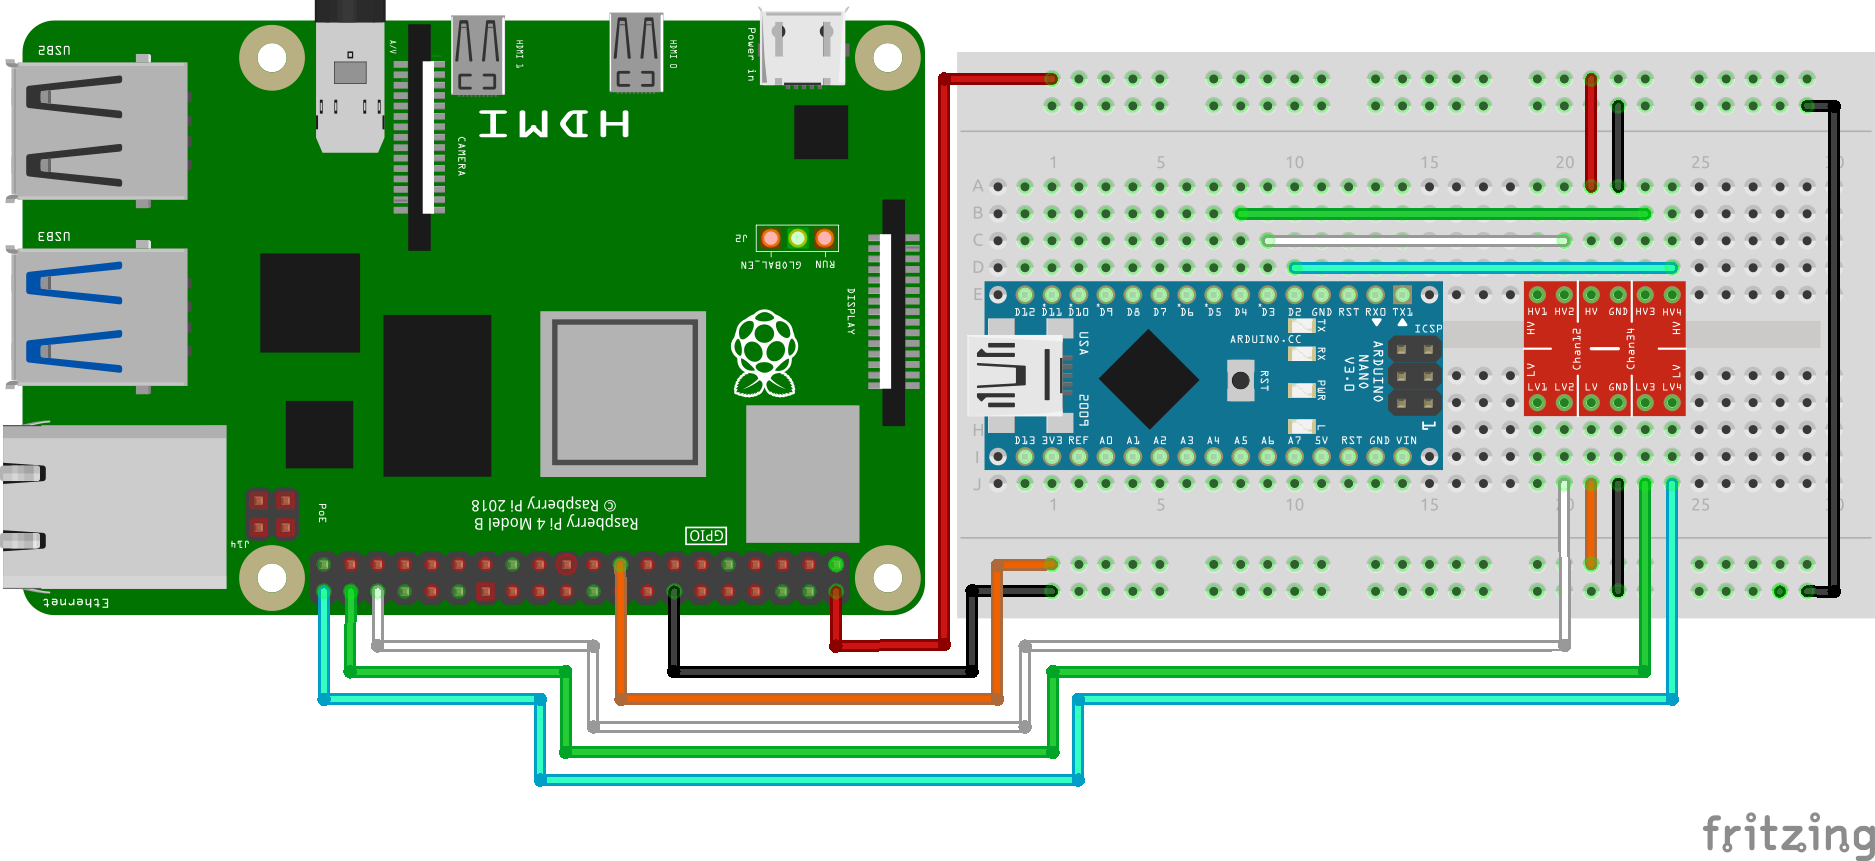 USB2
A/V
HDMI 1
HDMI 0
Power in
HDMI
CAMERA
USB3
J2
GLOBAL_EN
RUN
DISPLAY
© Raspberry Pi 2018
Raspberry Pi 4 Model B
GPIO
PoE
J14
Ethernet
1 5 10 15 20 25 30
A
B
C
D
E
D12 D11 D10 D9 D8 D7 D6 D5 D4 D3 D2 GND RST RX0 TX1
USA
2009
ARDUINO.CC
TX
RX
PWR
L
RST
ARDUINO
NANO
V3.0
ICSP
1
D13 3V3 REF A0 A1 A2 A3 A4 A5 A6 A7 5V RST GND VIN
HV1 HV2 HV GND HV3 HV4
HV HV
LV LV
LV1 LV2 LV GND LV3 LV4
H
I
J
1 5 10 15 20 25 30
fritzing